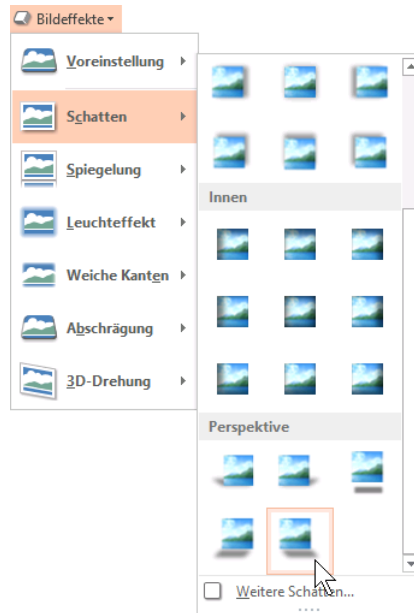 Bildeffekte
Voreinstellung
Schatten
Spiegelung
Leuchteffekt
Weiche Kanten
Abschrägung
3D-Drehung
Innen
Perspektive
Weitere Schatten...